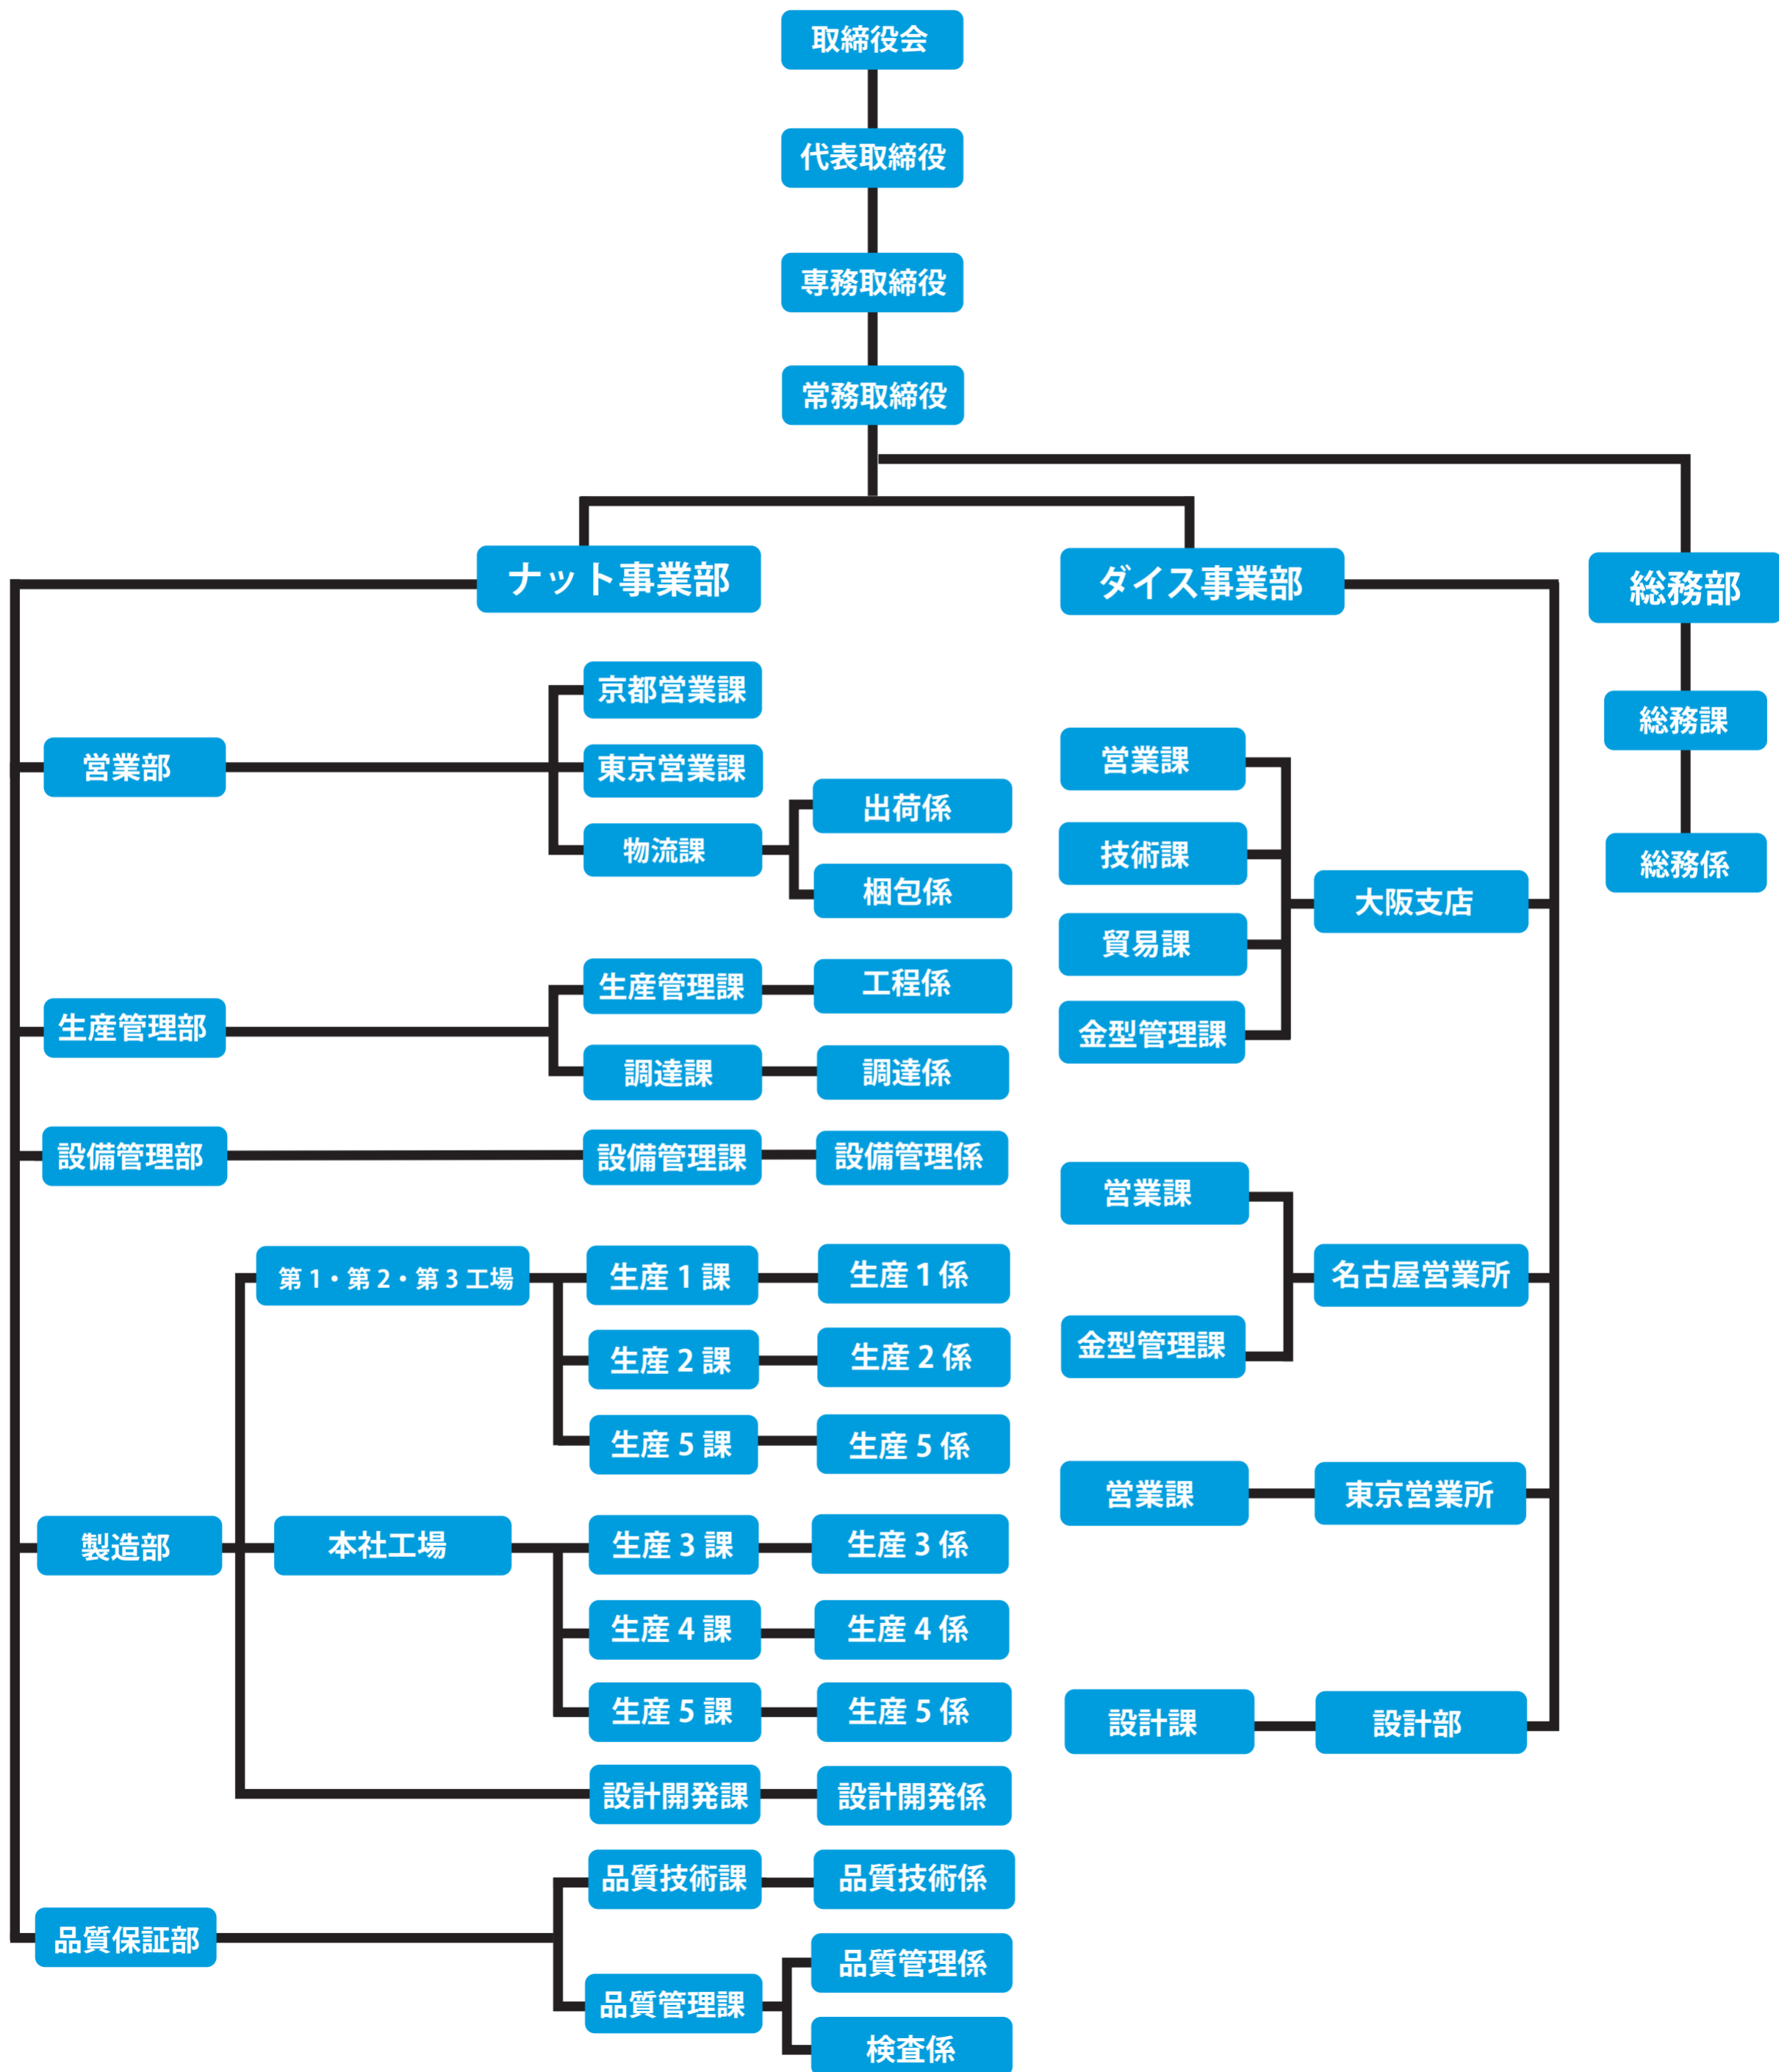 取締役会
代表取締役
専務取締役
常務取締役
ナット事業部
ダイス事業部
総務部
総務課
総務係
営業部
京都営業課
東京営業課
物流課
出荷係
梱包係
生産管理部
生産管理課
工程係
調達課
調達係
設備管理部
設備管理課
設備管理係
製造部
第1・第2・第3工場
生産1課
生産1係
生産2課
生産2係
生産5課
生産5係
本社工場
生産3課
生産3係
生産4課
生産4係
生産5課
生産5係
設計開発課
設計開発係
品質保証部
品質技術課
品質技術係
品質管理課
品質管理係
検査係
営業課
技術課
貿易課
金型管理課
大阪支店
営業課
金型管理課
名古屋営業所
営業課
東京営業所
設計課
設計部